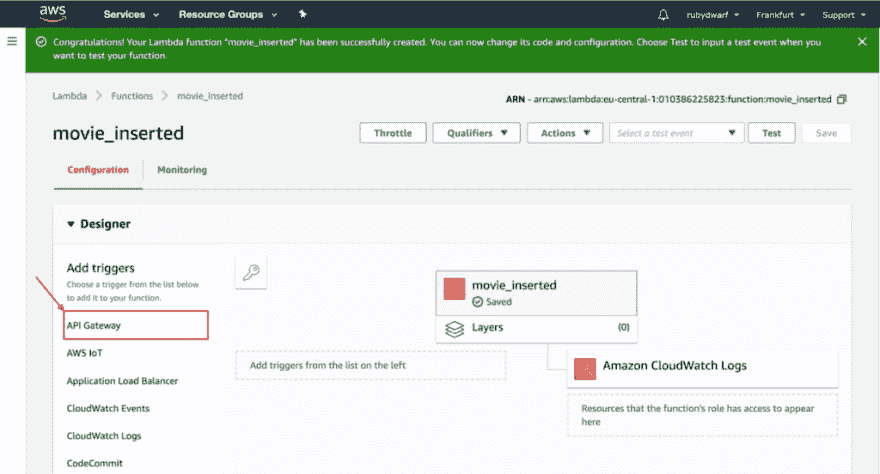 aws
Services
Resource Groups
rubydwarf
Frankfurt
Support
Congratulations! Your Lambda function "movie_inserted" has been successfully created. You can now change its code and configuration. Choose Test to input a test event when you
want to test your function.
Lambda
Functions
movie_inserted
ARN - arn:aws:lambda:eu-central-1:010386225823:function:movie_inserted
movie_inserted
Throttle
Qualifiers
Actions
Select a test event
Test
Save
Configuration
Monitoring
Designer
Add triggers
Choose a trigger from the list below
to add it to your function.
API Gateway
AWS IoT
Application Load Balancer
CloudWatch Events
CloudWatch Logs
CodeCommit
movie_inserted
Saved
Layers
(0)
Add triggers from the list on the left
Amazon CloudWatch Logs
Resources that the function's role has access to appear
here